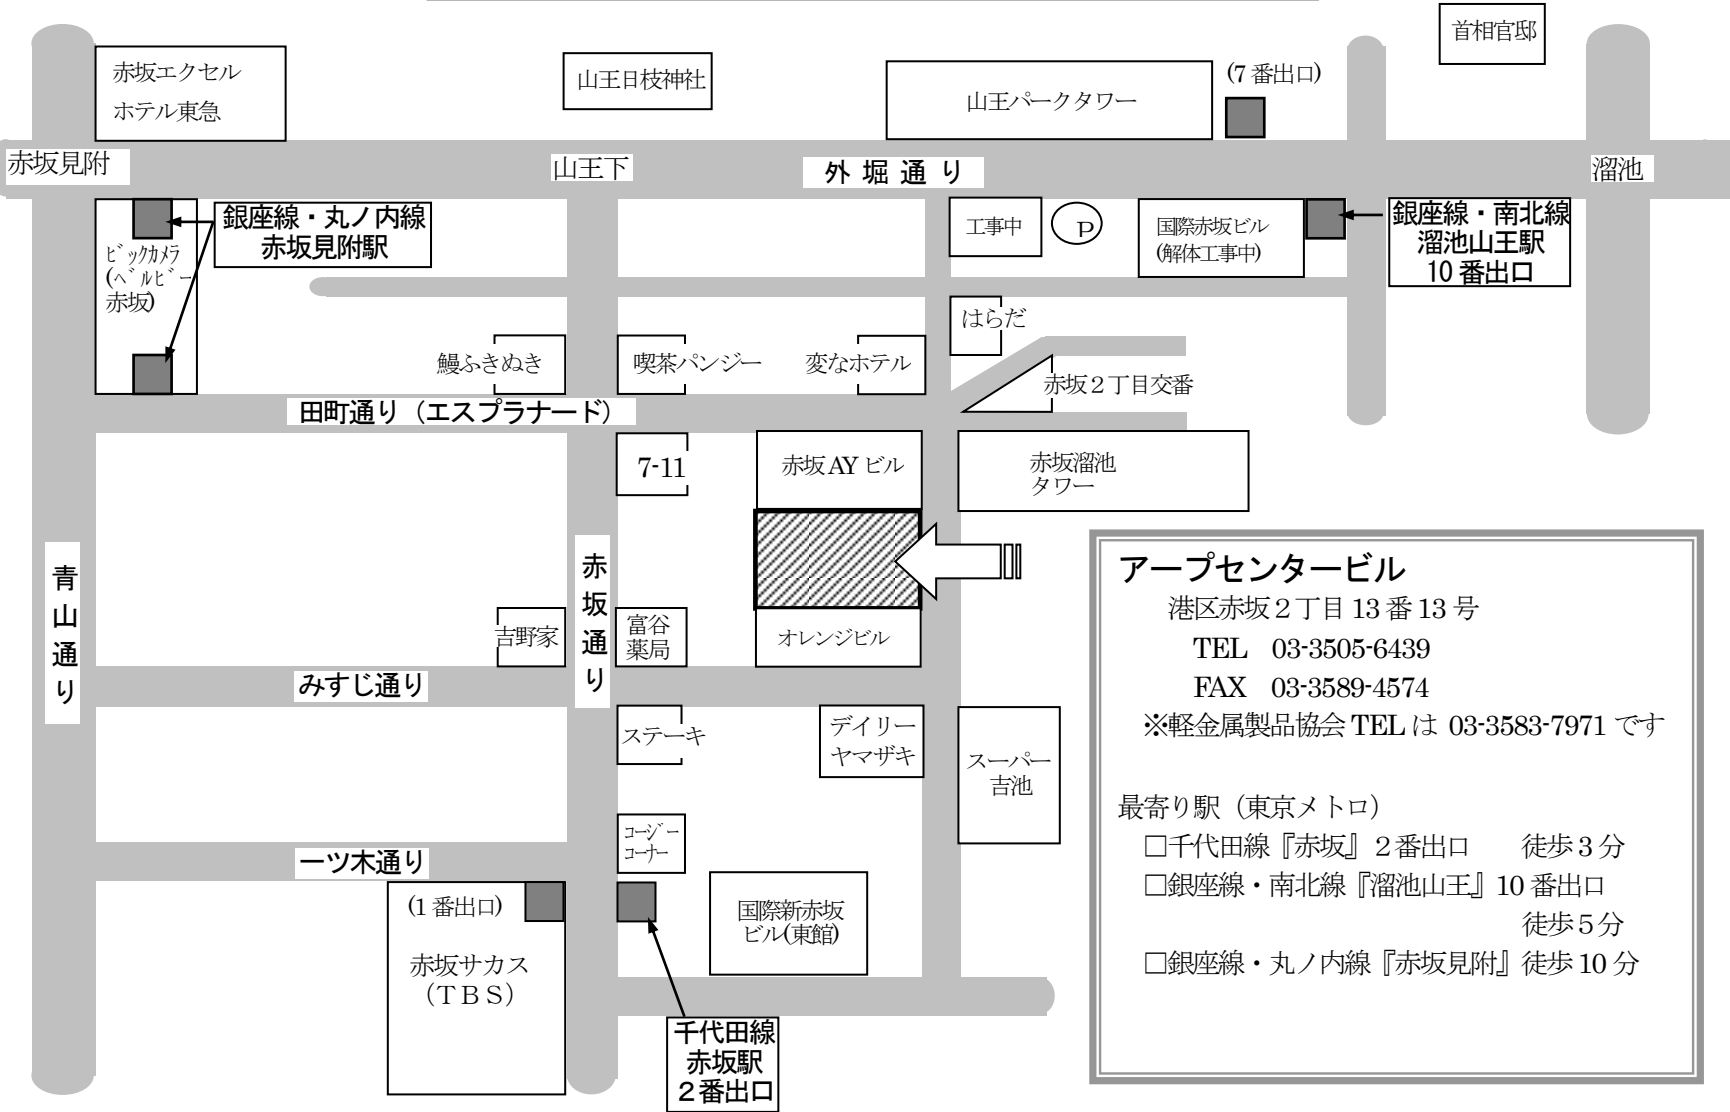 首相官邸
赤坂エクセル
ホテル東急
山王日枝神社
山王パークタワー
(7番出口)
赤坂見附
山王下
外堀通り
溜池
銀座線・丸ノ内線
赤坂見附駅
ビックカメラ
(ベルビー
赤坂)
工事中
P
国際赤坂ビル
(解体工事中)
銀座線・南北線
溜池山王駅
10番出口
はらだ
鰻ふきぬき
喫茶パンジー
変なホテル
赤坂2丁目交番
田町通り（エスプラナード）
7-11
赤坂AYビル
赤坂溜池
タワー
青山通り
赤坂通り
吉野家
富谷
薬局
オレンジビル
みすじ通り
ステーキ
デイリー
ヤマザキ
スーパー
吉池
コージー
コーナー
一ツ木通り
(1番出口)
赤坂サカス
（TBS）
国際新赤坂
ビル(東館)
千代田線
赤坂駅
2番出口
アープセンタービル
港区赤坂2丁目13番13号
TEL 03-3505-6439
FAX 03-3589-4574
※軽金属製品協会TELは 03-3583-7971です
最寄り駅（東京メトロ）
□千代田線『赤坂』2番出口 徒歩3分
□銀座線・南北線『溜池山王』10番出口
徒歩5分
□銀座線・丸ノ内線『赤坂見附』徒歩10分